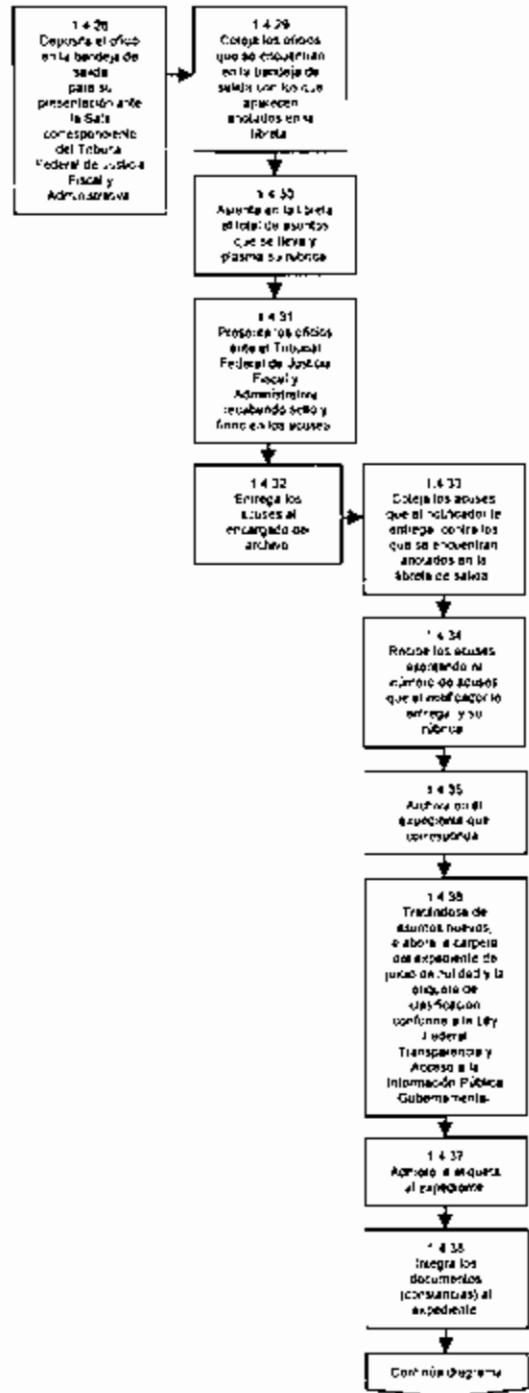 1.4.28
Deposita el oficio
en la bandeja de
salida
para su
presentación ante
la Sala
correspondiente
del Tribunal
Federal de Justicia
Fiscal y
Administrativa
1.4.29
Coteja los oficios
que se encuentran
en la bandeja de
salida con los que
aparecen
anotados en la
libreta
1.4.30
Asienta en la libreta
el total de asuntos
que se lleva y
plasma su rúbrica
1.4.31
Presenta los oficios
ante el Tribunal
Federal de Justicia
Fiscal y
Administrativa
recabando sello y
firma en los acuses
1.4.32
Entrega los
acuses al
encargado de
archivo
1.4.33
Coteja los acuses
que el notificador le
entrega, contra los
que se encuentran
anotados en la
libreta de salida
1.4.34
Recibe los acuses
asentando el
número de acuses
que el notificador le
entrega y su
rúbrica
1.4.35
Archiva en el
expediente que
corresponda
1.4.36
Tratándose de
asuntos nuevos,
elabora la carpeta
del expediente de
juicio de nulidad y la
etiqueta de
clasificación
conforme a la Ley
Federal
Transparencia y
Acceso a la
Información Pública
Gubernamental
1.4.37
Adhiere la etiqueta
al expediente
1.4.38
Integra los
documentos
(constancias) al
expediente
Continúa diagrama